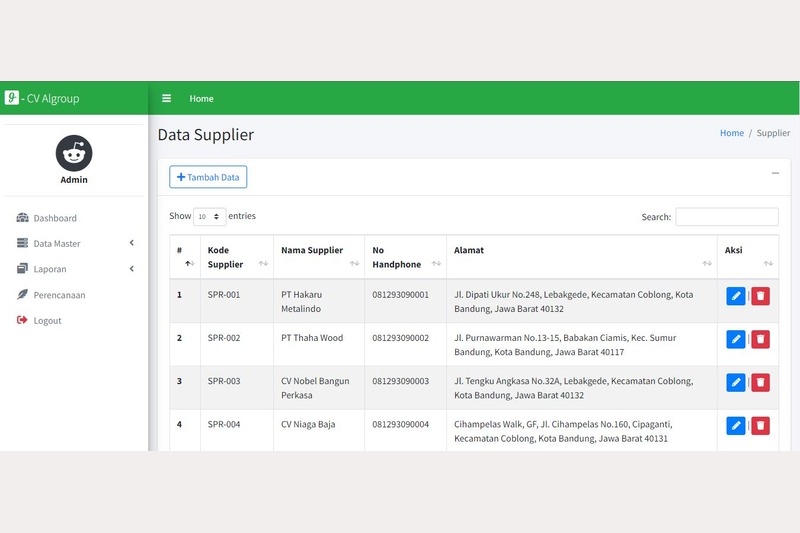 - CV Algroup
Home
Admin
Dashboard
Data Master
Laporan
Perencanaan
Logout
Data Supplier
Home / Supplier
Tambah Data
Show 10 entries
Search:
#
Kode
Supplier
Nama Supplier
No
Handphone
Alamat
Aksi
1
SPR-001
PT Hakaru
Metalindo
081293090001
Jl. Dipati Ukur No.248, Lebakgede, Kecamatan Coblong, Kota
Bandung, Jawa Barat 40132
|
2
SPR-002
PT Thaha Wood
081293090002
Jl. Purnawarman No.13-15, Babakan Ciamis, Kec. Sumur
Bandung, Kota Bandung, Jawa Barat 40117
|
3
SPR-003
CV Nobel Bangun
Perkasa
081293090003
Jl. Tengku Angkasa No.32A, Lebakgede, Kecamatan Coblong,
Kota Bandung, Jawa Barat 40132
|
4
SPR-004
CV Niaga Baja
081293090004
Cihampelas Walk, GF, Jl. Cihampelas No.160, Cipaganti,
Kecamatan Coblong, Kota Bandung, Jawa Barat 40131
|